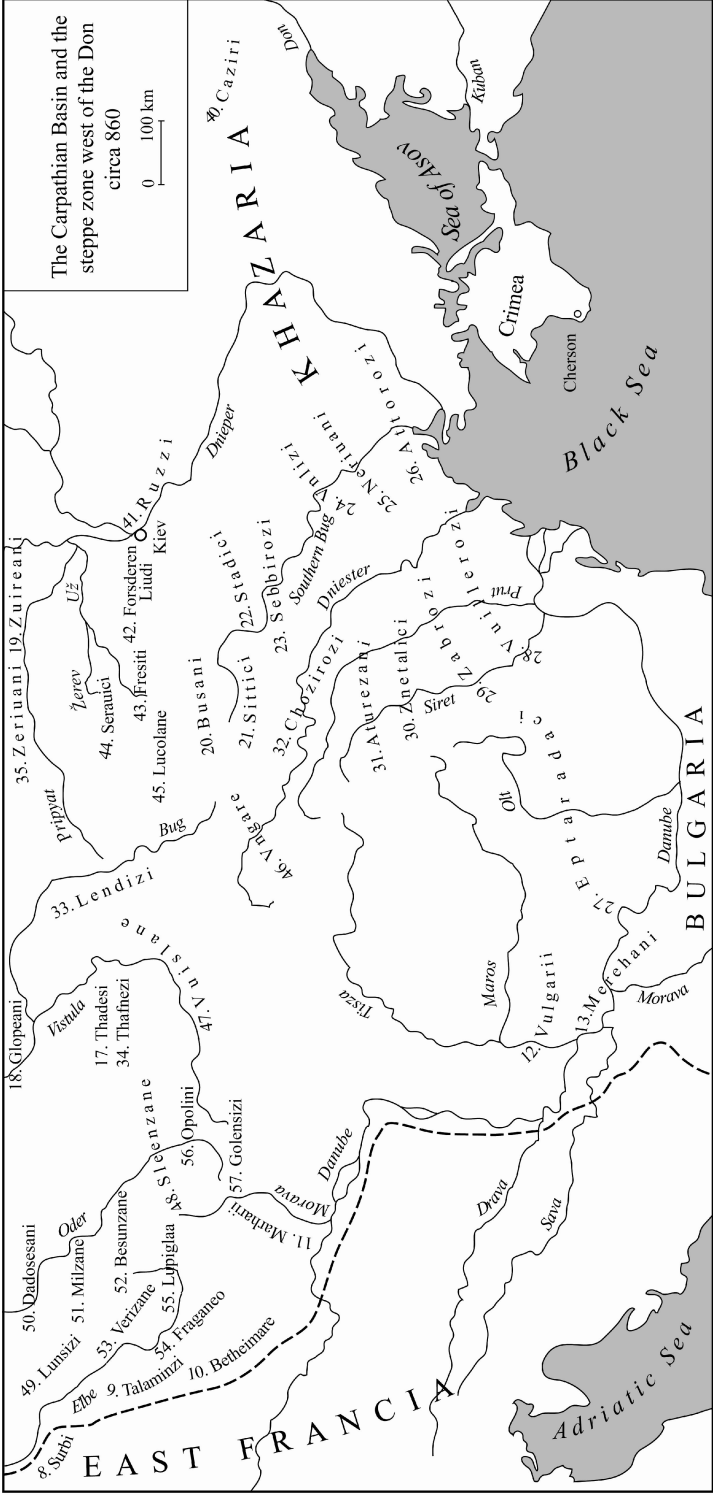 The Carpathian Basin and the
steppe zone west of the Don
circa 860
0 100 km
EAST FRANCIA
KHAZARIA
BULGARIA
8. Surbi
9. Talaminzi
10. Betheimare
11. Marharii
12. Vulgarii
13. Merehani
17. Thadesi
34. Thafnezi
18. Glopeani
35. Zeriuani
19. Zuireani
20. Busani
21. Sittici
22. Stadici
23. Sebbirozi
24. Vnlizi
25. Neriuani
26. Attorozi
27. Eptaradaci
28. Vuillerozi
29. Zabrozi
30. Znetalici
31. Aturezani
32. Chozirozi
33. Lendizi
40. Caziri
41. Ruzzi
42. Forsderen
Liudi
43. Fresiti
44. Serauici
45. Lucolane
46. Vngare
47. Vuislane
48. Sleenzane
49. Lunsizi
50. Dadosesani
51. Milzane
52. Besunzane
53. Verizane
54. Fraganeo
55. Lupiglaa
56. Opolini
57. Golensizi
Kiev
Cherson
Crimea
Sea of Asov
Black Sea
Adriatic Sea
Don
Kuban
Dnieper
Southern Bug
Dniester
Prut
Siret
Olt
Danube
Morava
Maros
Tisza
Drava
Sava
Danube
Morava
Oder
Elbe
Vistula
Bug
Pripyat
Už
Žerev